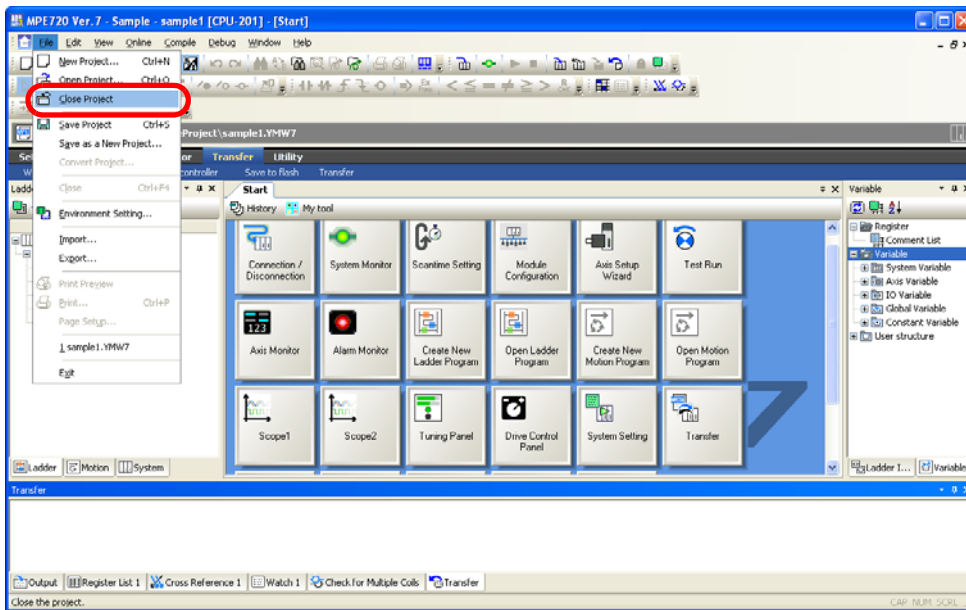 MPE720 Ver. 7 - Sample - sample1 [CPU-201] - [Start]
File Edit View Online Compile Debug Window Help
New Project... Ctrl+N
Open Project... Ctrl+O
Close Project
Save Project Ctrl+S
Save as a New Project...
Convert Project...
Close Ctrl+F4
Environment Setting...
Import...
Export...
Print Preview
Print... Ctrl+P
Page Setup...
1 sample1.YMW7
Exit
Project\sample1.YMW7
Transfer Utility
controller Save to flash Transfer
Start
History My tool
Connection / Disconnection
System Monitor
Scantime Setting
Module Configuration
Axis Setup Wizard
Test Run
Axis Monitor
Alarm Monitor
Create New Ladder Program
Open Ladder Program
Create New Motion Program
Open Motion Program
Scope1
Scope2
Tuning Panel
Drive Control Panel
System Setting
Transfer
7
Variable
Register
Comment List
Variable
System Variable
Axis Variable
IO Variable
Global Variable
Constant Variable
User structure
Ladder Motion System
Ladder I... Variable
Transfer
Output Register List 1 Cross Reference 1 Watch 1 Check for Multiple Coils Transfer
Close the project.
CAP NUM SCRL